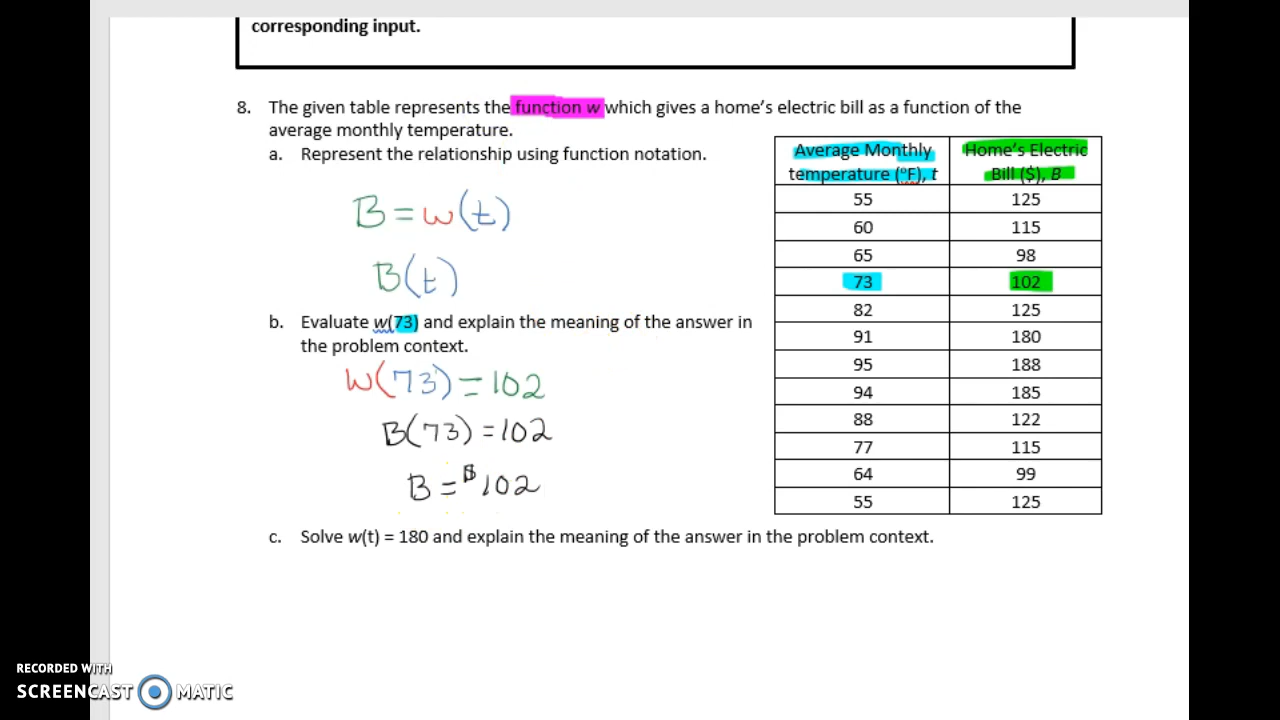 corresponding input.
8. The given table represents the function w which gives a home's electric bill as a function of the
average monthly temperature.
a. Represent the relationship using function notation.
B = w(t)
B(t)
b. Evaluate w(73) and explain the meaning of the answer in
the problem context.
w(73) = 102
B(73) = 102
B = $102
Average Monthly temperature (°F), t Home's Electric Bill ($), B
55 125
60 115
65 98
73 102
82 125
91 180
95 188
94 185
88 122
77 115
64 99
55 125
c. Solve w(t) = 180 and explain the meaning of the answer in the problem context.
RECORDED WITH
SCREENCAST MATIC